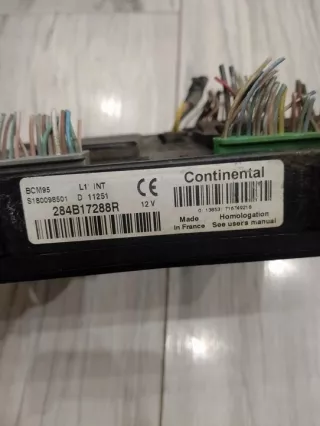 BCM95 L1 INT
S180098501 D 11251
284B17288R 12 V
CE
Continental
Made in France
Homologation
See users manual